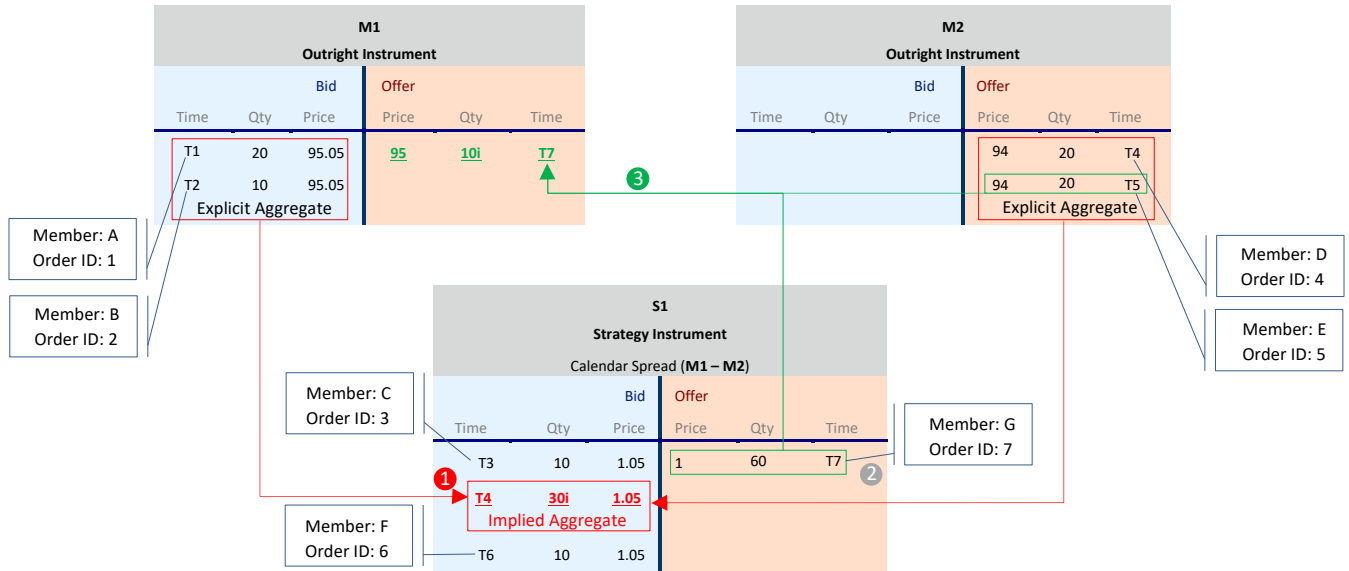 M1
Outright Instrument
Bid Offer
Time Qty Price Price Qty Time
T1 20 95.05 95 10i T7
T2 10 95.05
Explicit Aggregate
M2
Outright Instrument
Bid Offer
Time Qty Price Price Qty Time
94 20 T4
94 20 T5
Explicit Aggregate
3
Member: A
Order ID: 1
Member: B
Order ID: 2
Member: D
Order ID: 4
Member: E
Order ID: 5
S1
Strategy Instrument
Calendar Spread (M1 – M2)
Bid Offer
Time Qty Price Price Qty Time
T3 10 1.05 1 60 T7
T4 30i 1.05
Implied Aggregate
T6 10 1.05
Member: C
Order ID: 3
Member: G
Order ID: 7
1
2
Member: F
Order ID: 6